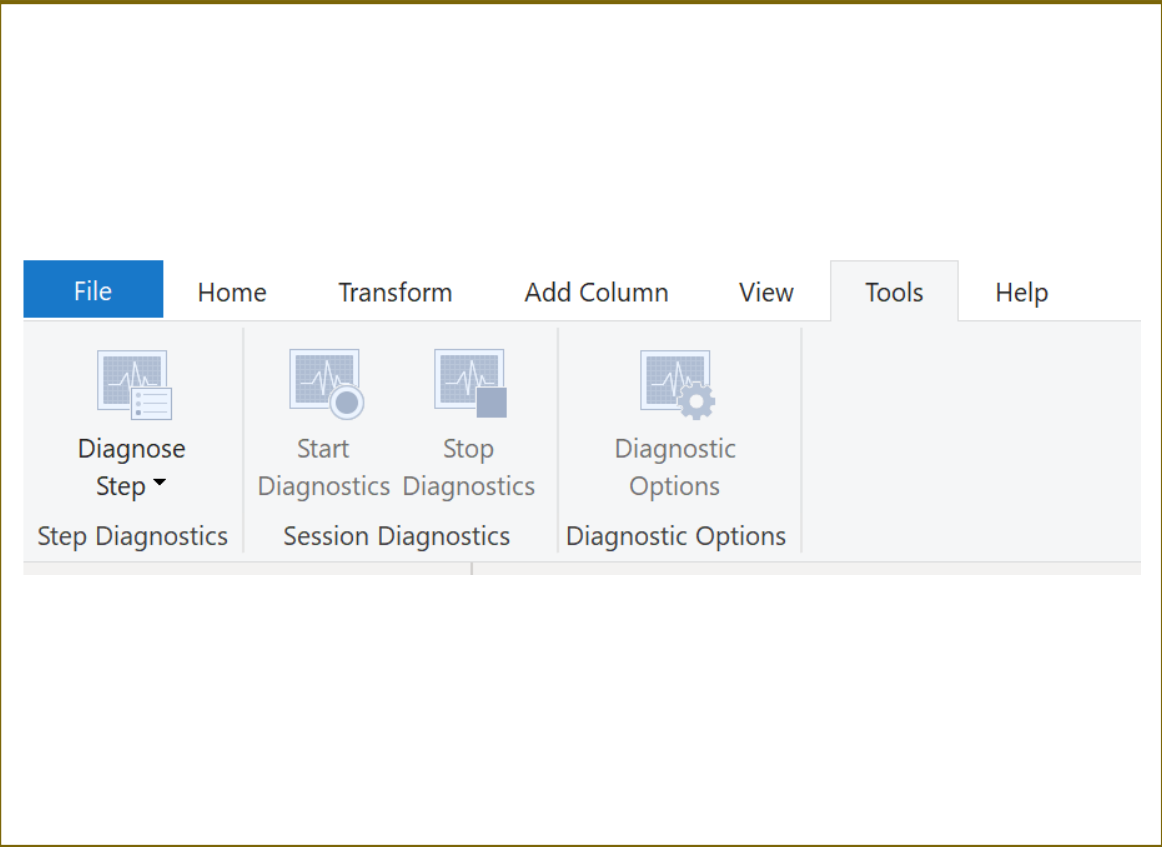 File Home Transform Add Column View Tools Help
Diagnose Start Stop Diagnostic
Step Diagnostics Diagnostics Options
Step Diagnostics Session Diagnostics Diagnostic Options